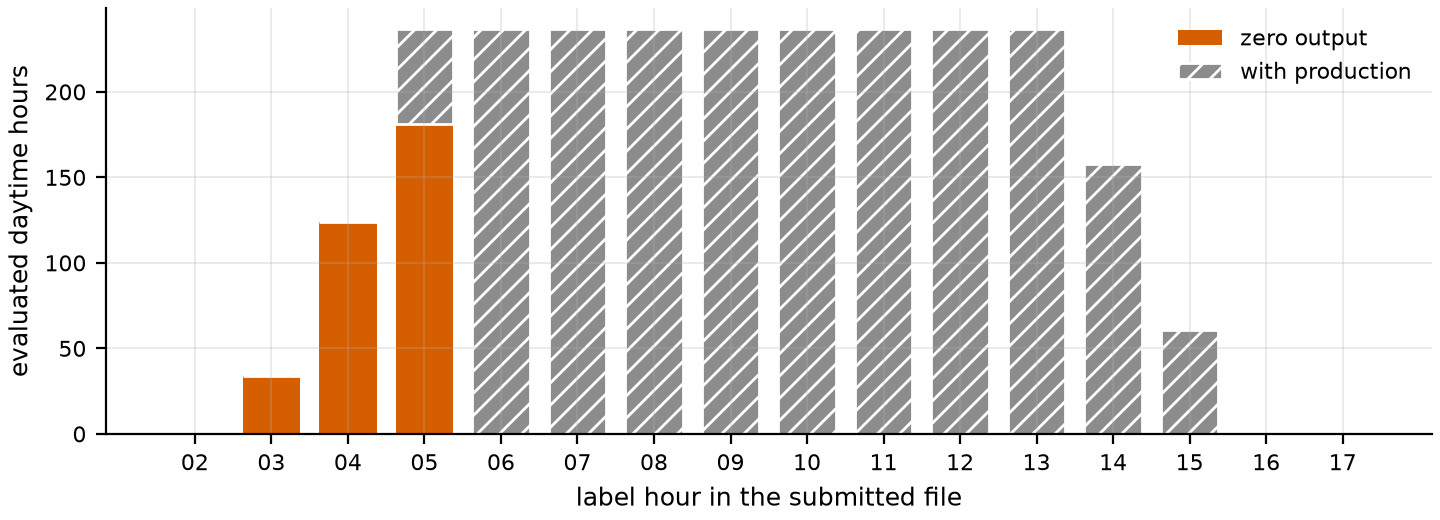 zero output
with production
evaluated daytime hours
200
150
100
50
0
02 03 04 05 06 07 08 09 10 11 12 13 14 15 16 17
label hour in the submitted file